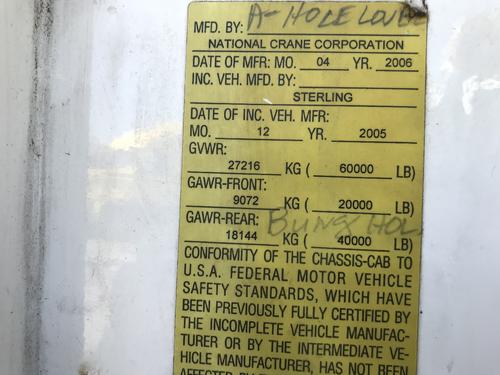 MFD. BY: A-HOLE LOVE
NATIONAL CRANE CORPORATION
DATE OF MFR: MO. 04 YR. 2006
INC. VEH. MFD. BY:
STERLING
DATE OF INC. VEH MFR:
MO. 12 YR. 2005
GVWR:
27216 KG ( 60000 LB)
GAWR-FRONT:
9072 KG ( 20000 LB)
GAWR-REAR: BUNG HOL
18144 KG ( 40000 LB)
CONFORMITY OF THE CHASSIS-CAB TO
U.S.A. FEDERAL MOTOR VEHICLE
SAFETY STANDARDS, WHICH HAVE
BEEN PREVIOUSLY FULLY CERTIFIED BY
THE INCOMPLETE VEHICLE MANUFAC-
TURER OR BY THE INTERMEDIATE VE-
HICLE MANUFACTURER, HAS NOT BEEN
AFFECTED BY